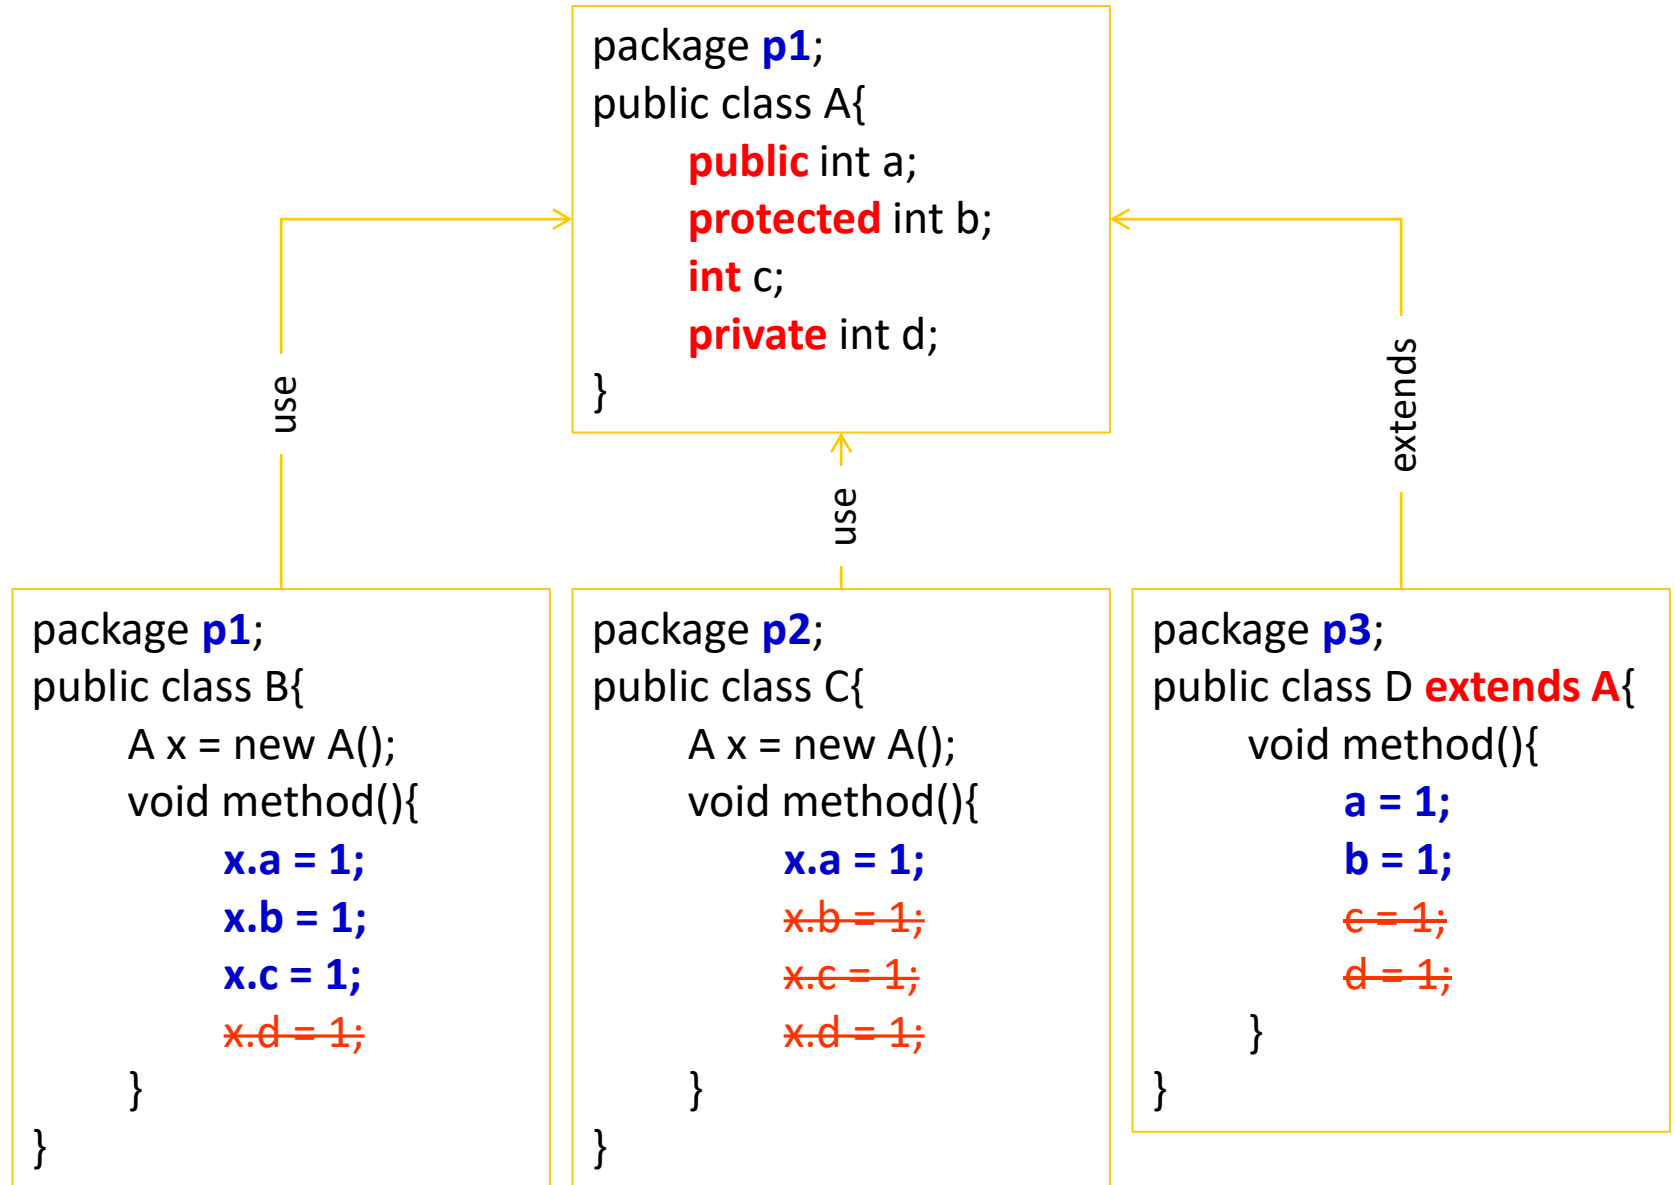 package p1;
public class A{
public int a;
protected int b;
int c;
private int d;
}
use
use
extends
package p1;
public class B{
A x = new A();
void method(){
x.a = 1;
x.b = 1;
x.c = 1;
x.d = 1;
}
}
package p2;
public class C{
A x = new A();
void method(){
x.a = 1;
x.b = 1;
x.c = 1;
x.d = 1;
}
}
package p3;
public class D extends A{
void method(){
a = 1;
b = 1;
c = 1;
d = 1;
}
}